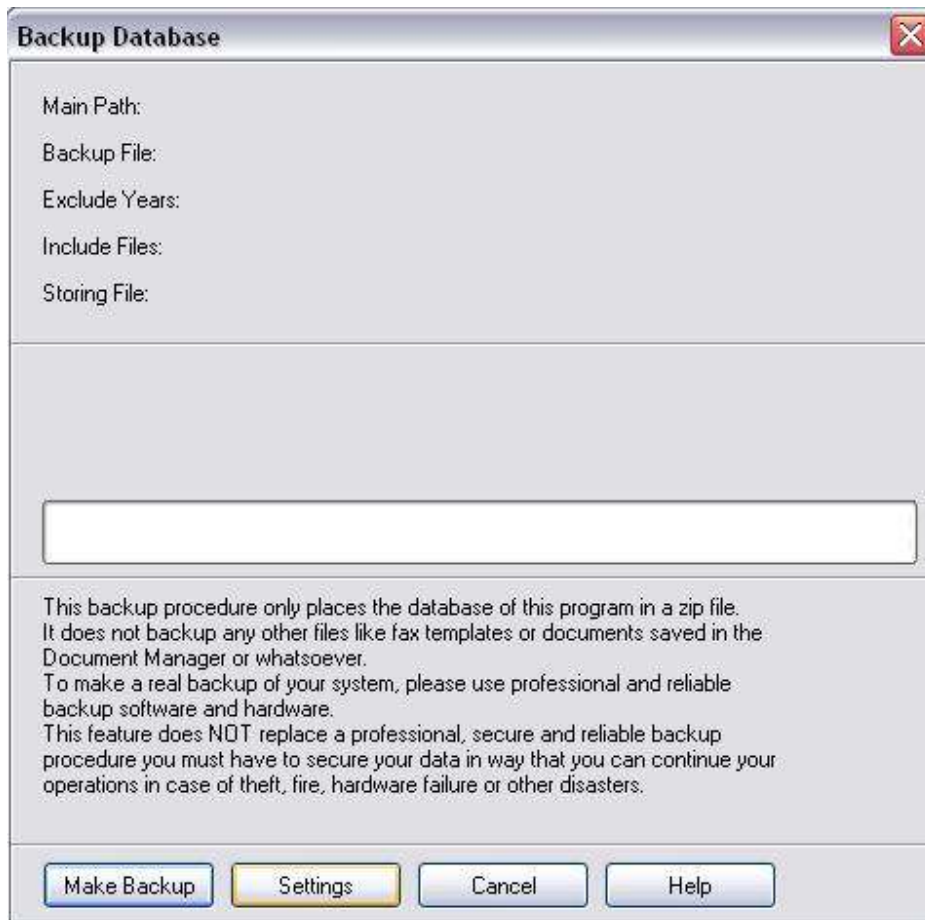 Backup Database
Main Path:
Backup File:
Exclude Years:
Include Files:
Storing File:
This backup procedure only places the database of this program in a zip file.
It does not backup any other files like fax templates or documents saved in the
Document Manager or whatsoever.
To make a real backup of your system, please use professional and reliable
backup software and hardware.
This feature does NOT replace a professional, secure and reliable backup
procedure you must have to secure your data in way that you can continue your
operations in case of theft, fire, hardware failure or other disasters.
Make Backup
Settings
Cancel
Help